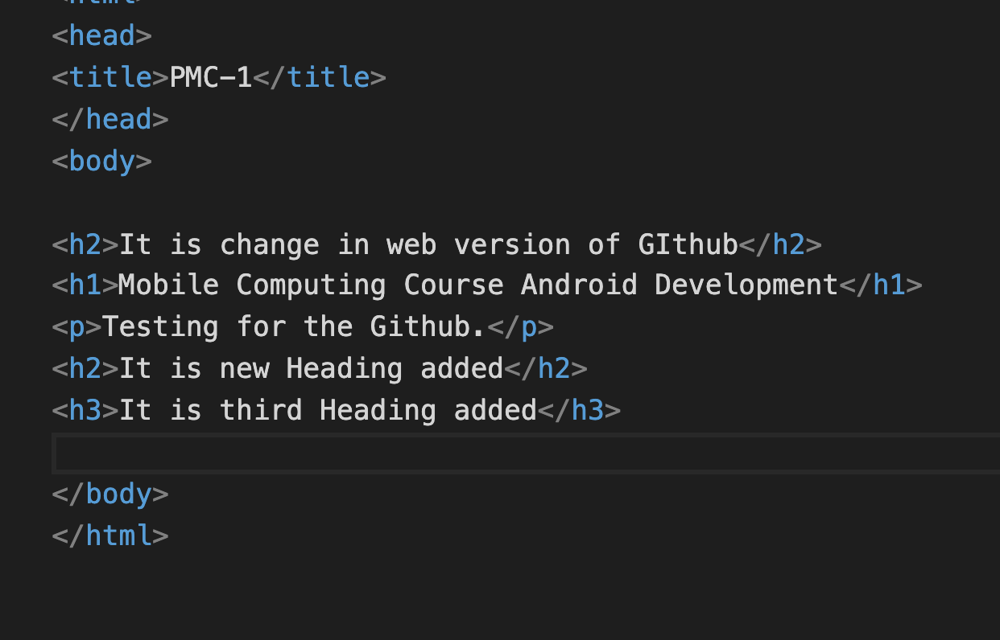 <html>
<head>
<title>PMC-1</title>
</head>
<body>
<h2>It is change in web version of GIthub</h2>
<h1>Mobile Computing Course Android Development</h1>
<p>Testing for the Github.</p>
<h2>It is new Heading added</h2>
<h3>It is third Heading added</h3>
</body>
</html>